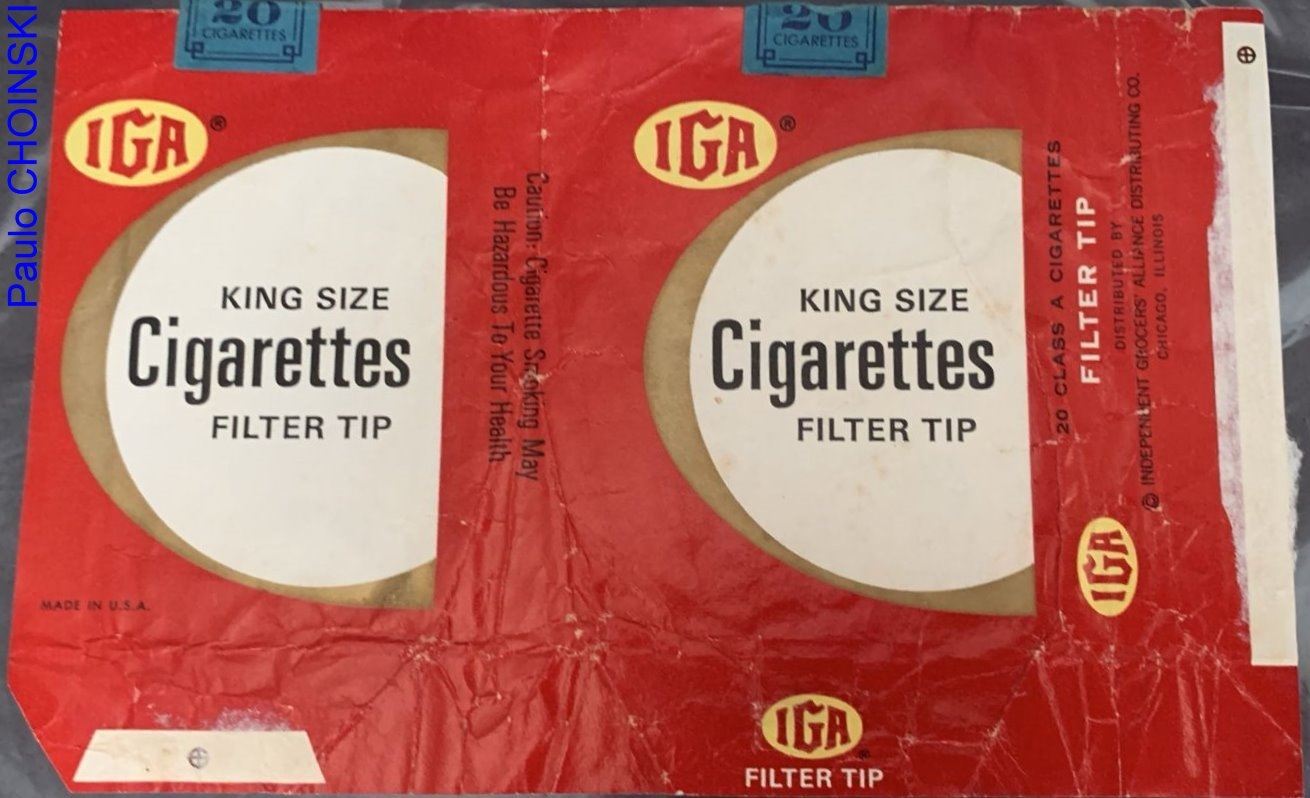 Paulo CHOINSKI
20
CIGARETTES
IGA®
KING SIZE
Cigarettes
FILTER TIP
MADE IN U.S.A.
Caution: Cigarette Smoking May
Be Hazardous To Your Health
20
CIGARETTES
IGA®
KING SIZE
Cigarettes
FILTER TIP
IGA®
FILTER TIP
20 CLASS A CIGARETTES
FILTER TIP
DISTRIBUTED BY
© INDEPENDENT GROCERS' ALLIANCE DISTRIBUTING CO.
CHICAGO, ILLINOIS
IGA